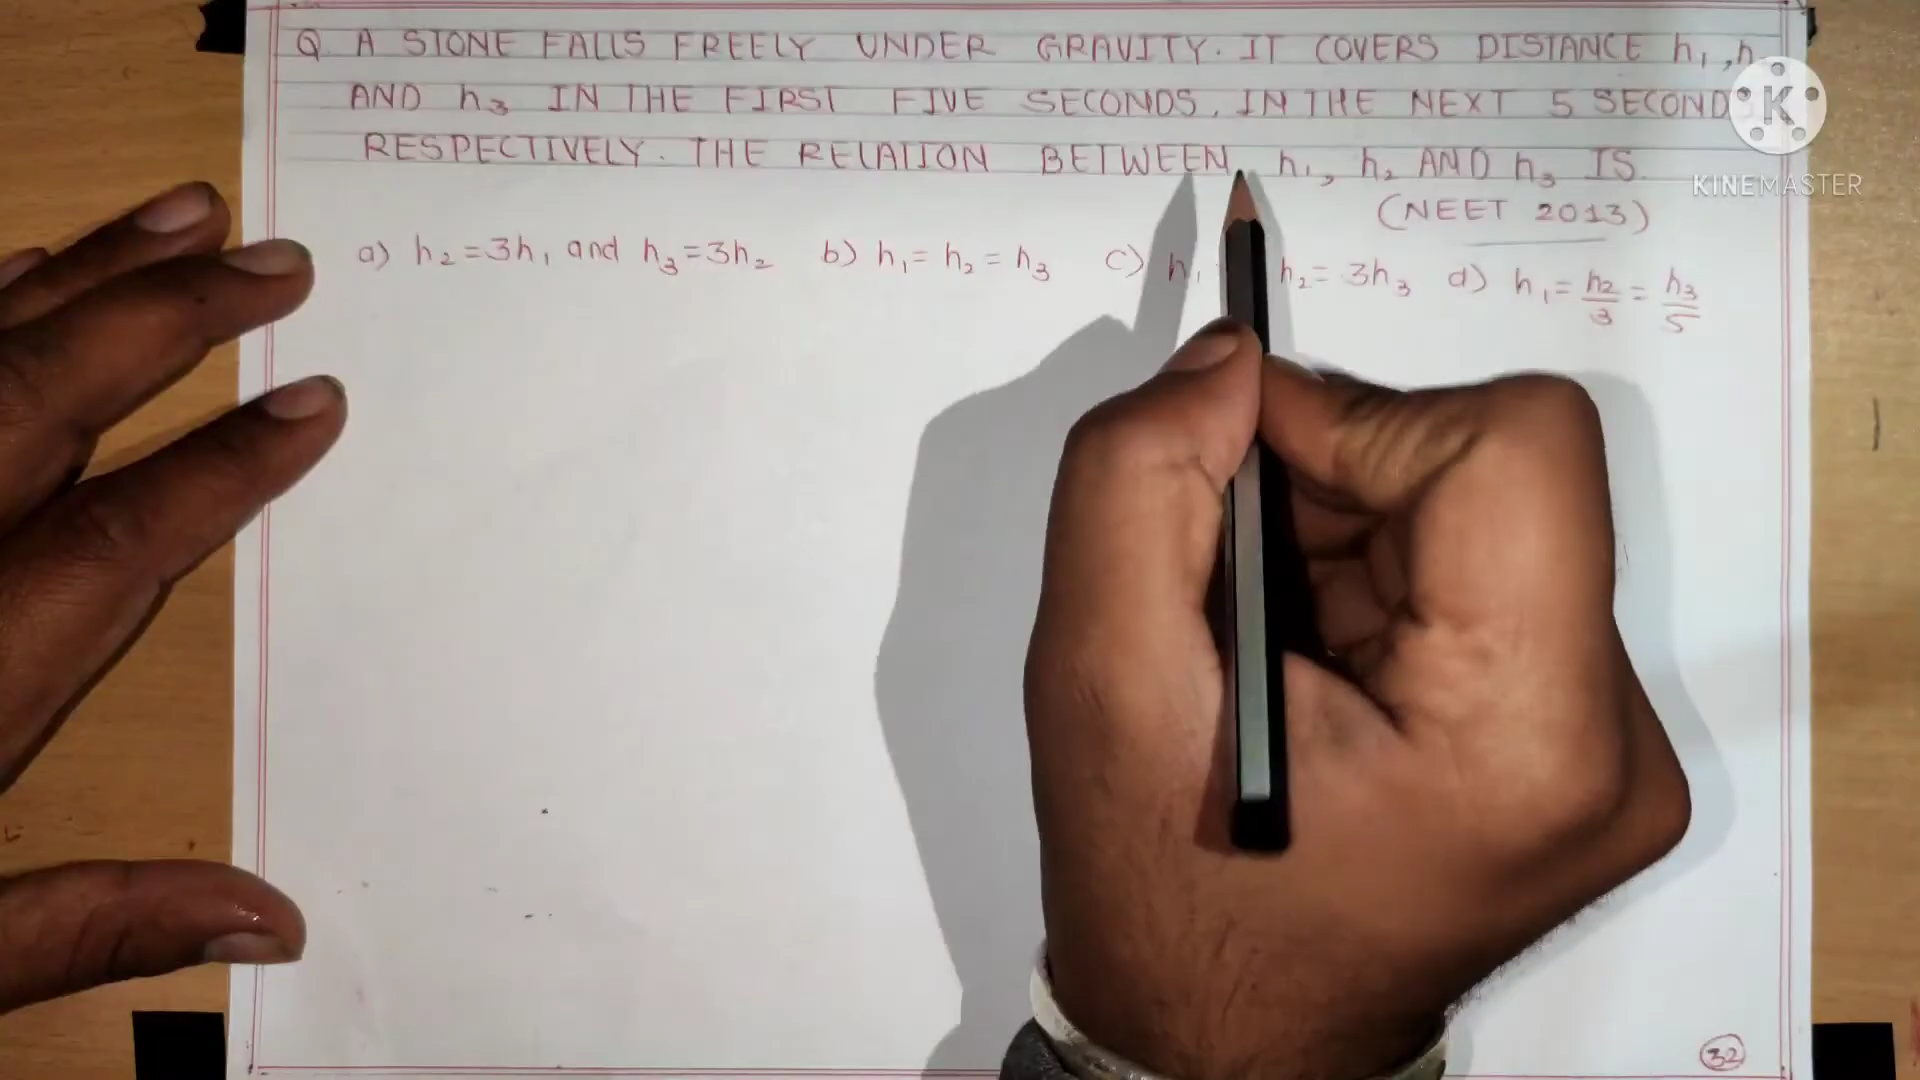 Q. A STONE FALLS FREELY UNDER GRAVITY. IT COVERS DISTANCE h₁, h
AND h₃ IN THE FIRST FIVE SECONDS, IN THE NEXT 5 SECOND
RESPECTIVELY. THE RELATION BETWEEN h₁, h₂ AND h₃ IS
(NEET 2013)
a) h₂=3h₁ and h₃=3h₂ b) h₁=h₂=h₃ c) h₁ h₂=3h₃ d) h₁=h₂/3=h₃/5
K
KINEMASTER
32